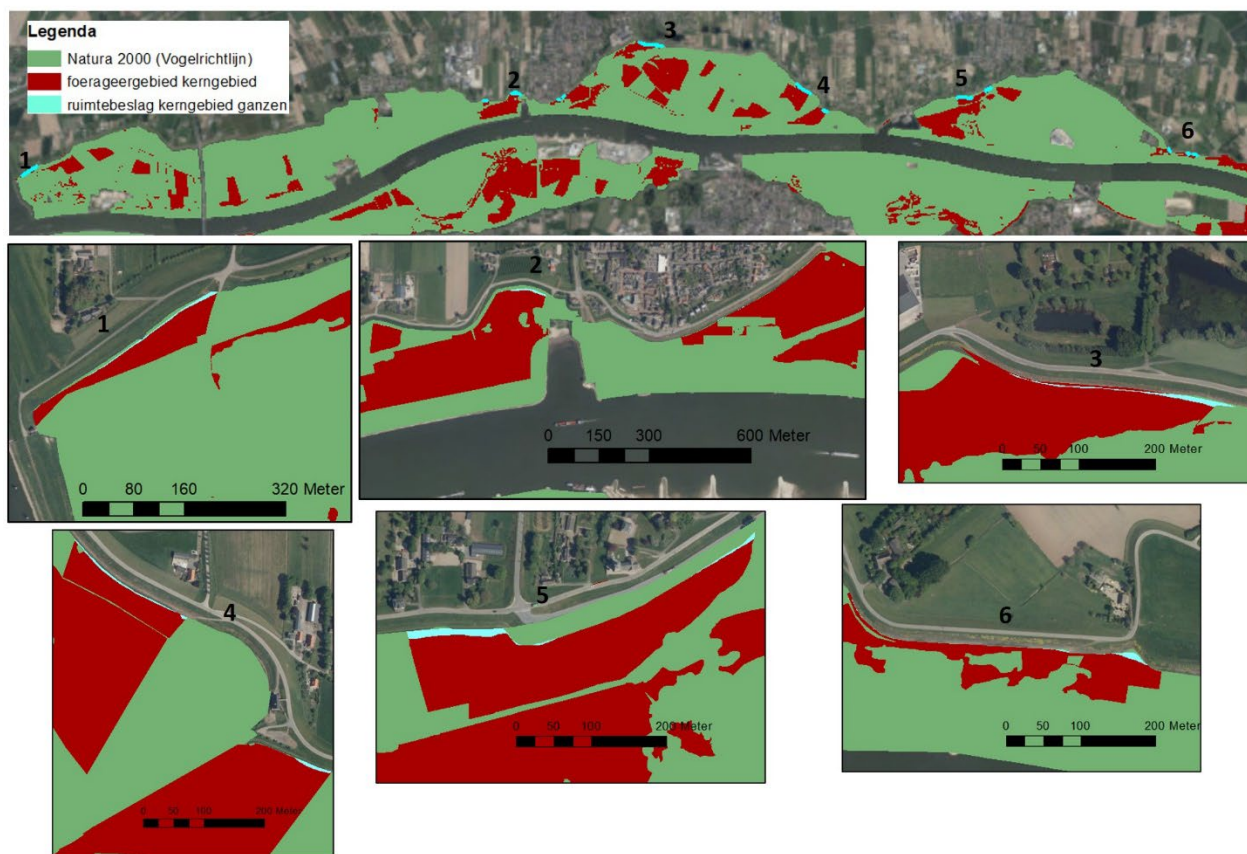 Legenda
Natura 2000 (Vogelrichtlijn)
foerageergebied kerngebied
ruimtebeslag kerngebied ganzen
1
2
3
4
5
6
1
0 80 160 320 Meter
2
0 150 300 600 Meter
3
0 50 100 200 Meter
4
0 50 100 200 Meter
5
0 50 100 200 Meter
6
0 50 100 200 Meter